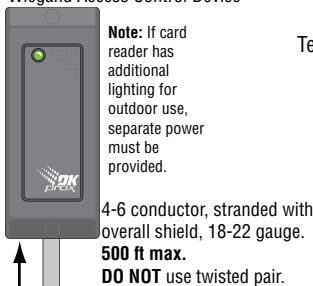 Wiegand Access Control Device
Note: If card
reader has
additional
lighting for
outdoor use,
separate power
must be
provided.
Te
DK
prox
4-6 conductor, stranded with
overall shield, 18-22 gauge.
500 ft max.
DO NOT use twisted pair.